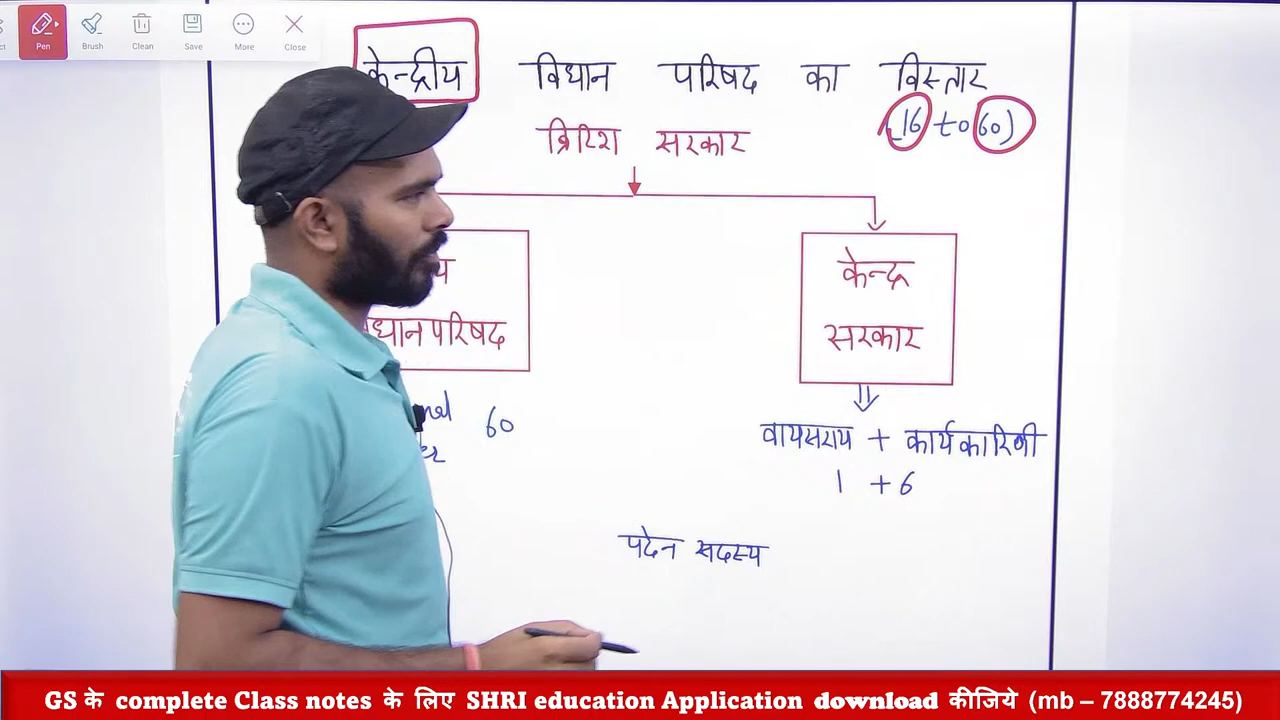 Pen Brush Clean Save More Close
केन्द्रीय विधान परिषद का विस्तार
(16 to 60)
ब्रिटिश सरकार
केन्द्र
सरकार
परिषद
60
वायसराय + कार्यकारिणी
1 + 6
पदेन सदस्य
GS के complete Class notes के लिए SHRI education Application download कीजिये (mb – 7888774245)